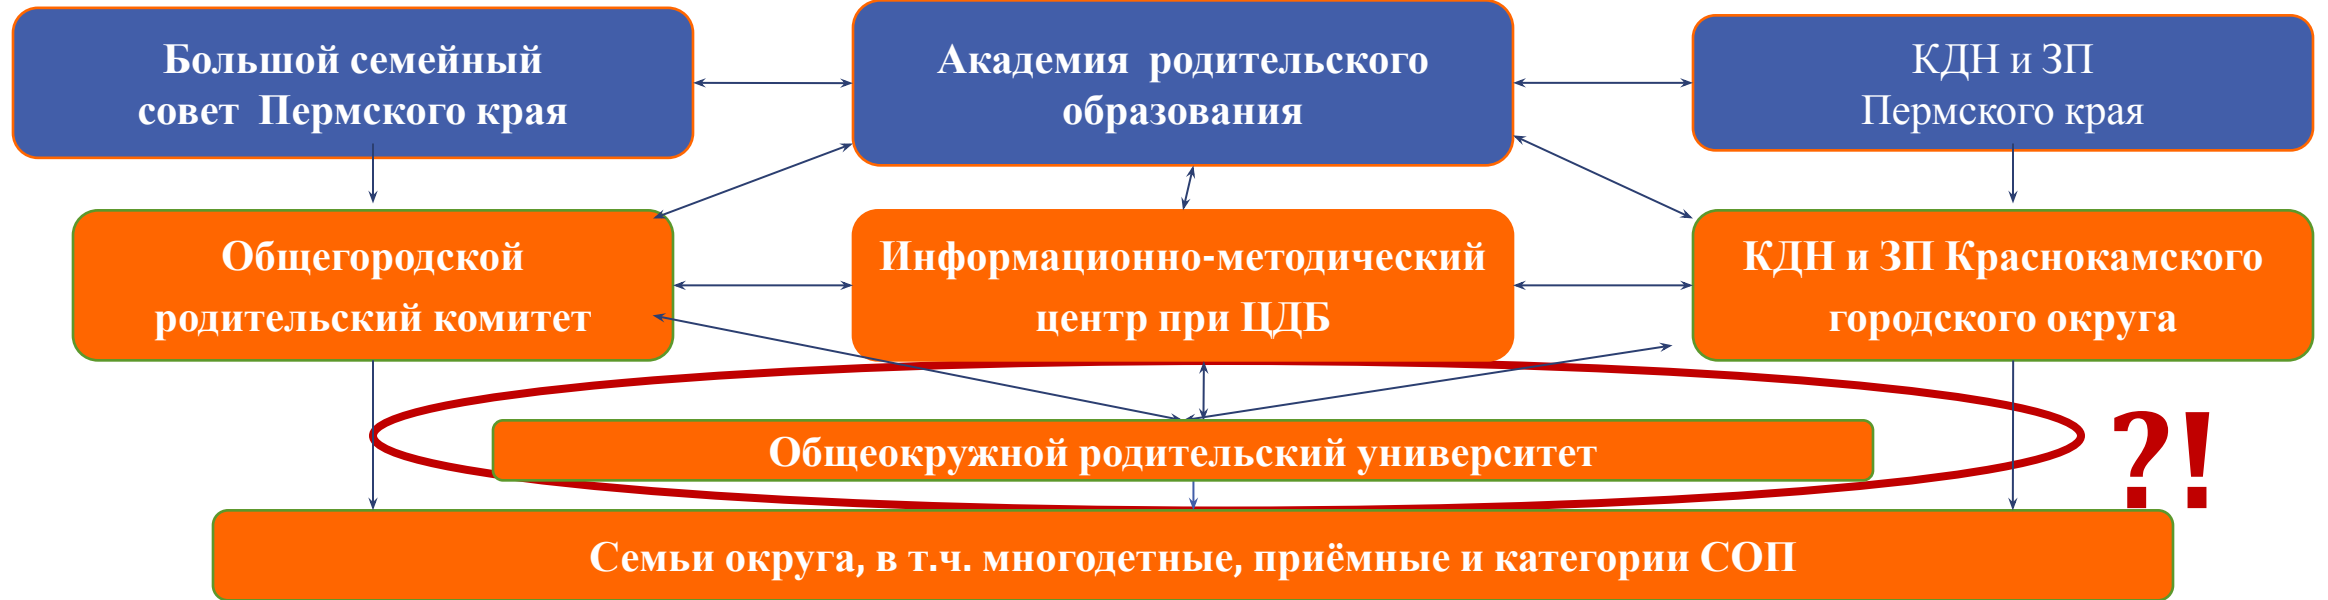 Большой семейный
совет Пермского края
Академия родительского
образования
КДН и ЗП
Пермского края
Общегородской
родительский комитет
Информационно-методический
центр при ЦДБ
КДН и ЗП Краснокамского
городского округа
Общеокружной родительский университет
?!
Семьи округа, в т.ч. многодетные, приёмные и категории СОП